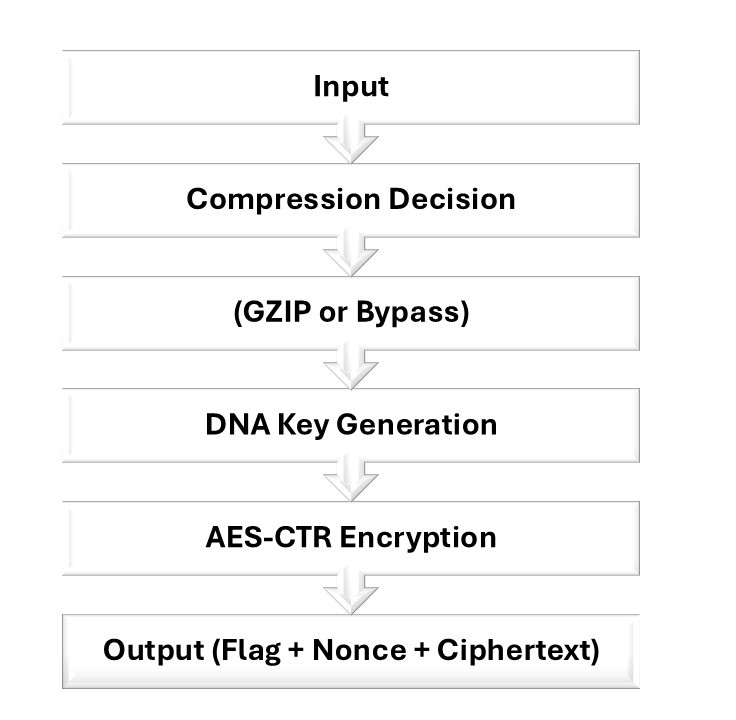 Input
Compression Decision
(GZIP or Bypass)
DNA Key Generation
AES-CTR Encryption
Output (Flag + Nonce + Ciphertext)